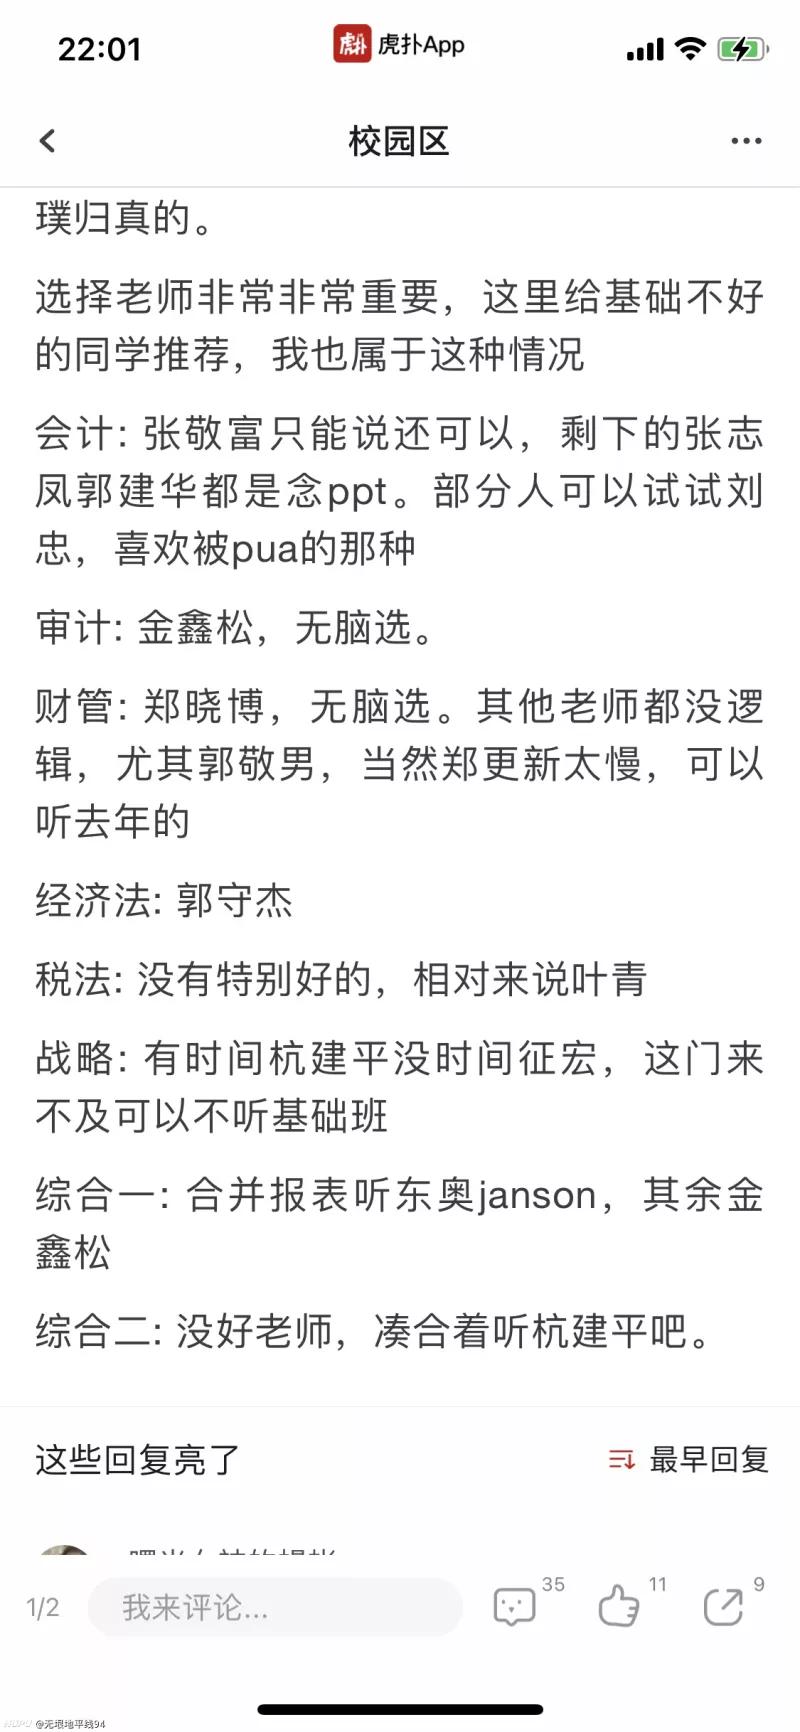 22:01
虎扑App
校园区
璞归真的。
选择老师非常非常重要，这里给基础不好
的同学推荐，我也属于这种情况
会计: 张敬富只能说还可以，剩下的张志
凤郭建华都是念ppt。部分人可以试试刘
忠，喜欢被pua的那种
审计: 金鑫松，无脑选。
财管: 郑晓博，无脑选。其他老师都没逻
辑，尤其郭敬男，当然郑更新太慢，可以
听去年的
经济法: 郭守杰
税法: 没有特别好的，相对来说叶青
战略: 有时间杭建平没时间征宏，这门来
不及可以不听基础班
综合一: 合并报表听东奥janson，其余金
鑫松
综合二: 没好老师，凑合着听杭建平吧。
这些回复亮了
最早回复
1/2
我来评论...
35
11
9
HUPU @无垠地平线94